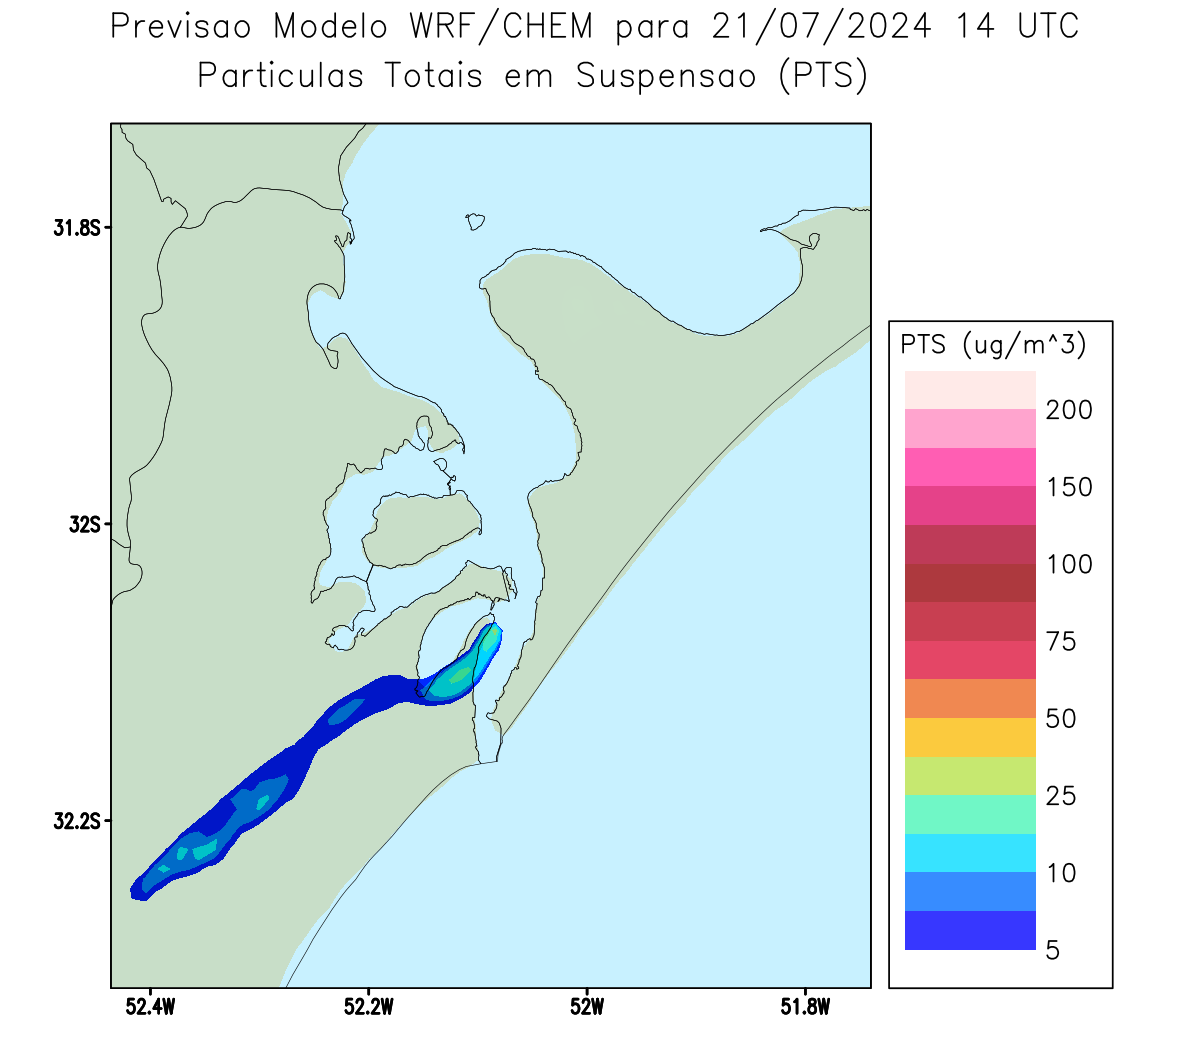 Previsao Modelo WRF/CHEM para 21/07/2024 14 UTC
Particulas Totais em Suspensao (PTS)
31.8S
32S
32.2S
52.4W
52.2W
52W
51.8W
PTS (ug/m^3)
200
150
100
75
50
25
10
5